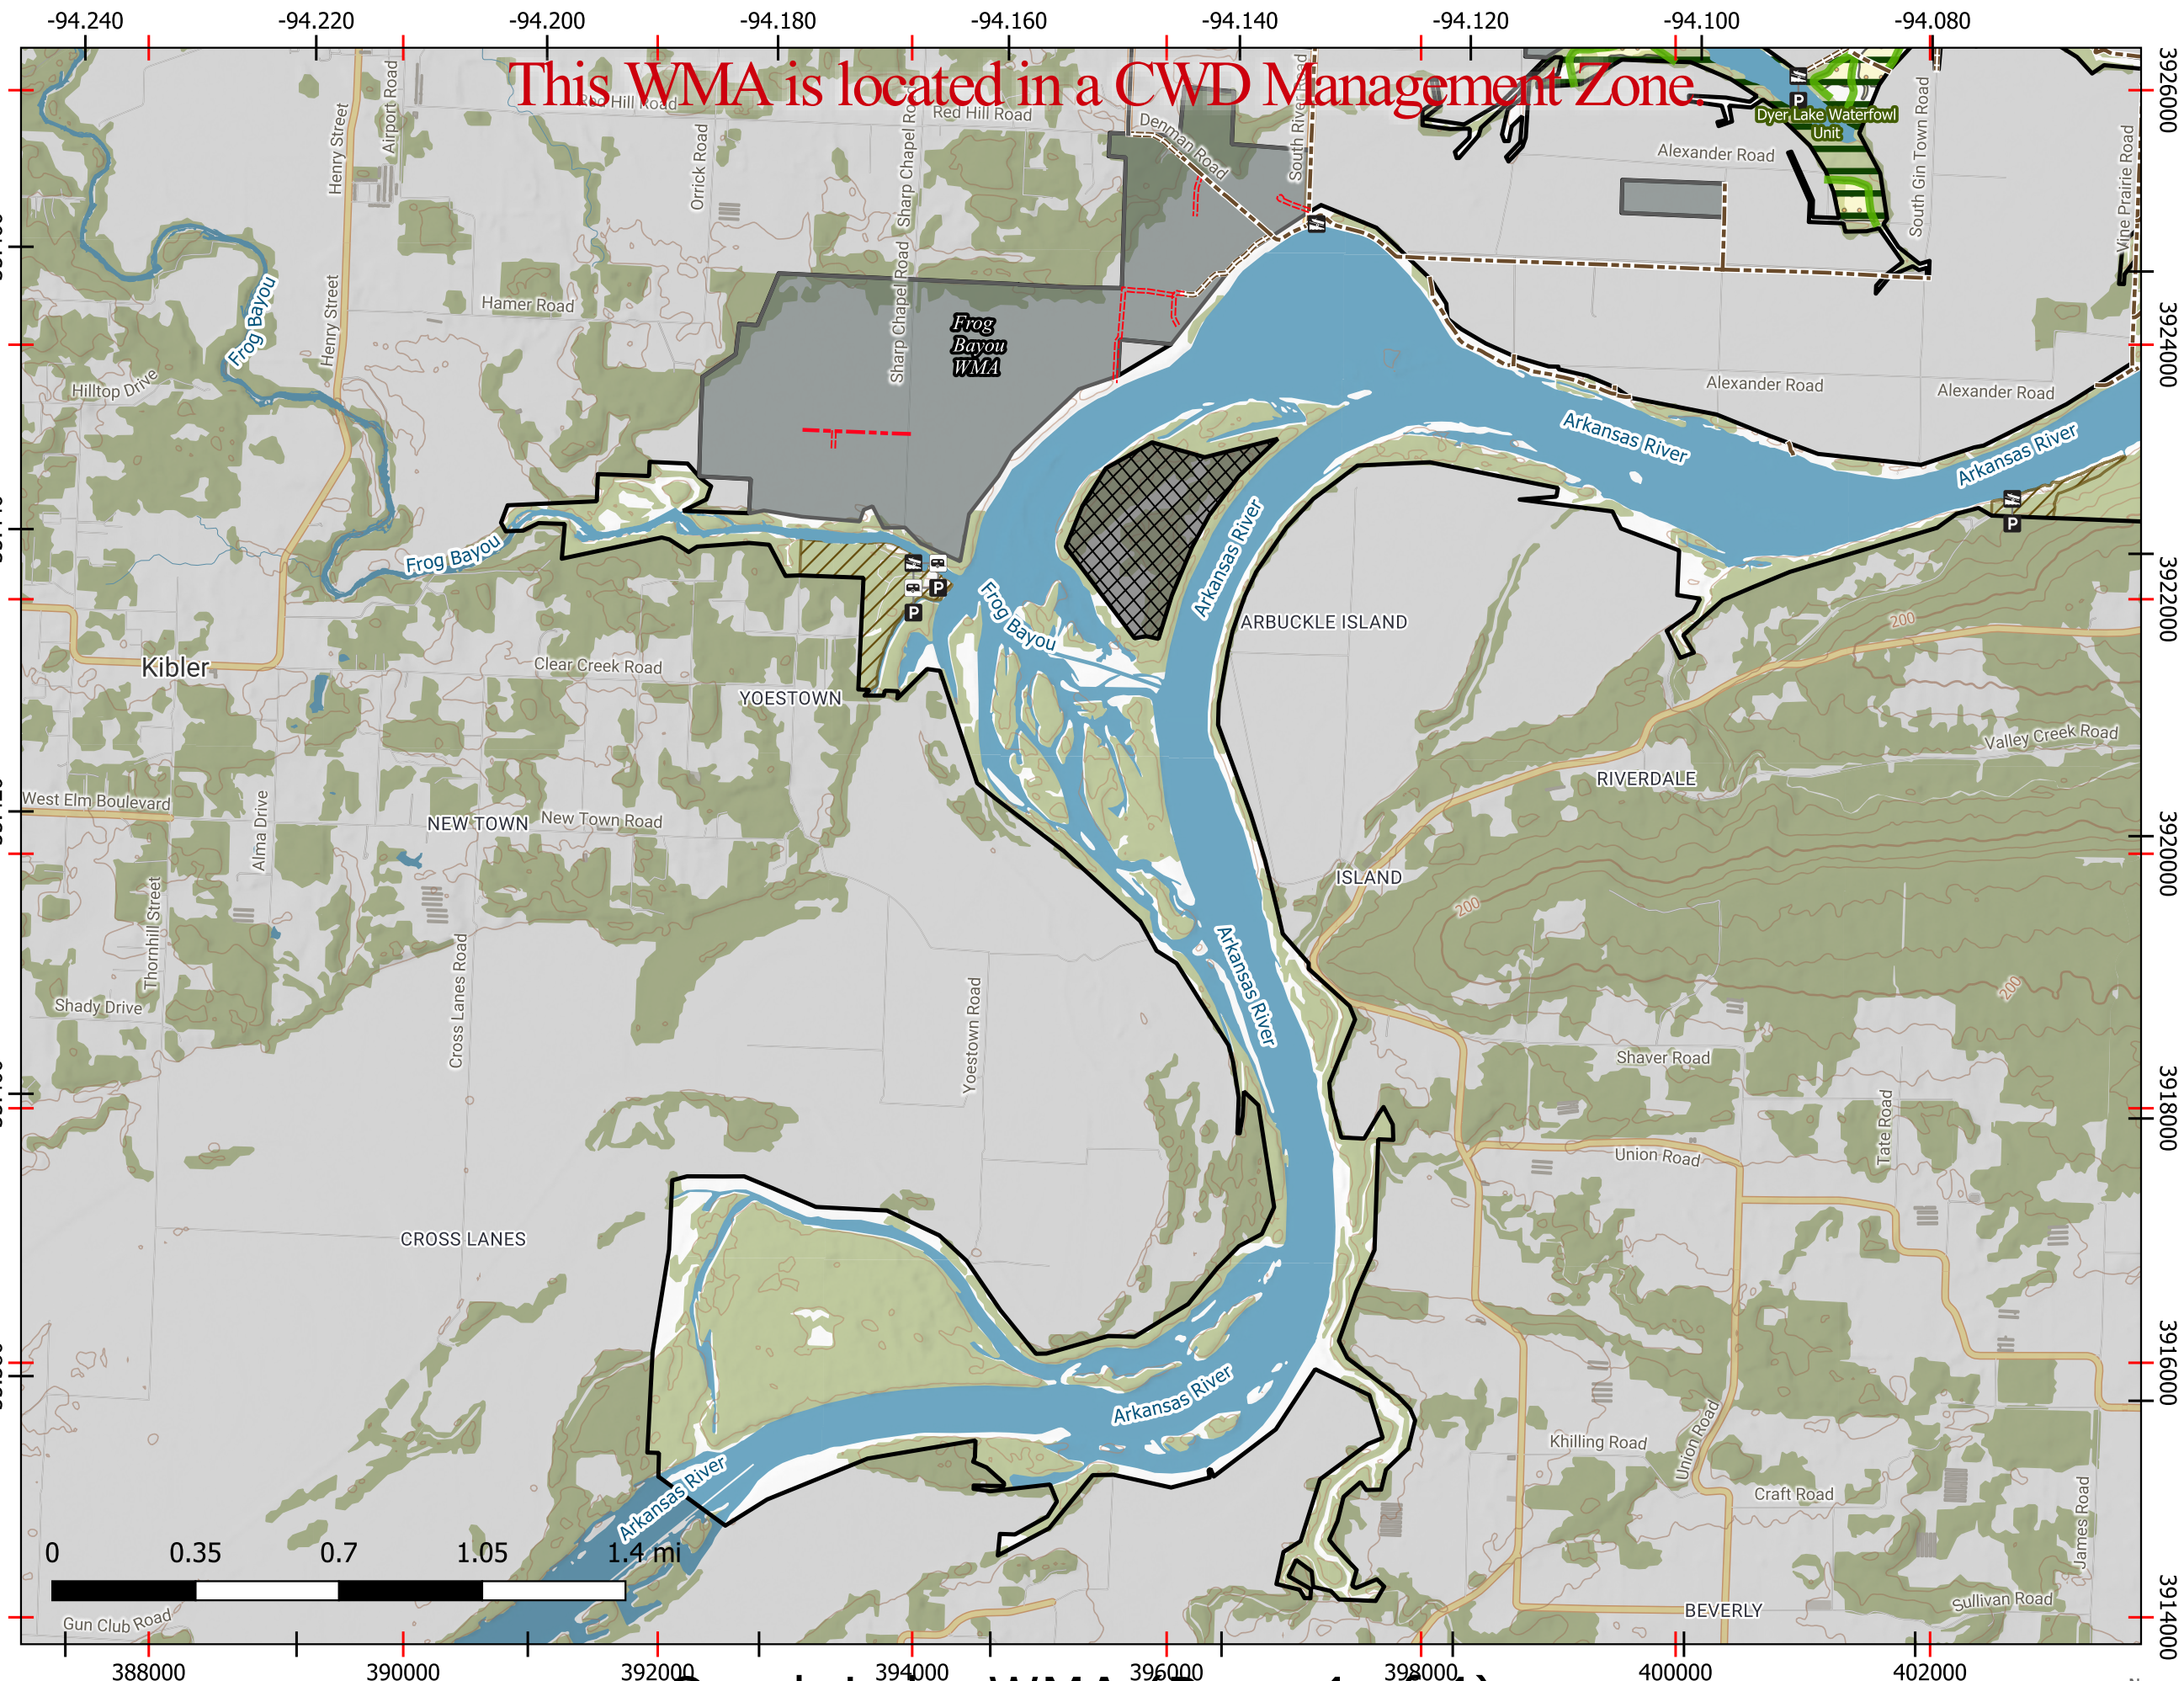 -94.240 -94.220 -94.200 -94.180 -94.160 -94.140 -94.120 -94.100 -94.080
This WMA is located in a CWD Management Zone.
Airport Road
Henry Street
Orrick Road
Red Hill Road
Sharp Chapel Road
Red Hill Road
Denman Road
South River Road
P
Dyer Lake Waterfowl
Unit
Alexander Road
South Gin Town Road
Vine Prairie Road
3926000
Frog Bayou
Henry Street
Hamer Road
Sharp Chapel Road
Frog
Bayou
WMA
Hilltop Drive
Alexander Road
Alexander Road
3924000
Arkansas River
Arkansas River
P
Frog Bayou
P
P
Frog Bayou
Arkansas River
ARBUCKLE ISLAND
200
3922000
Kibler
Clear Creek Road
YOESTOWN
Valley Creek Road
RIVERDALE
West Elm Boulevard
Alma Drive
NEW TOWN
New Town Road
ISLAND
200
3920000
Thornhill Street
Cross Lanes Road
Yoestown Road
Arkansas River
200
Shady Drive
Shaver Road
3918000
Tate Road
Union Road
CROSS LANES
Arkansas River
3916000
Union Road
Khilling Road
Craft Road
James Road
Arkansas River
0 0.35 0.7 1.05 1.4 mi
Gun Club Road
BEVERLY
Sullivan Road
3914000
388000 390000 392000 394000 396000 398000 400000 402000